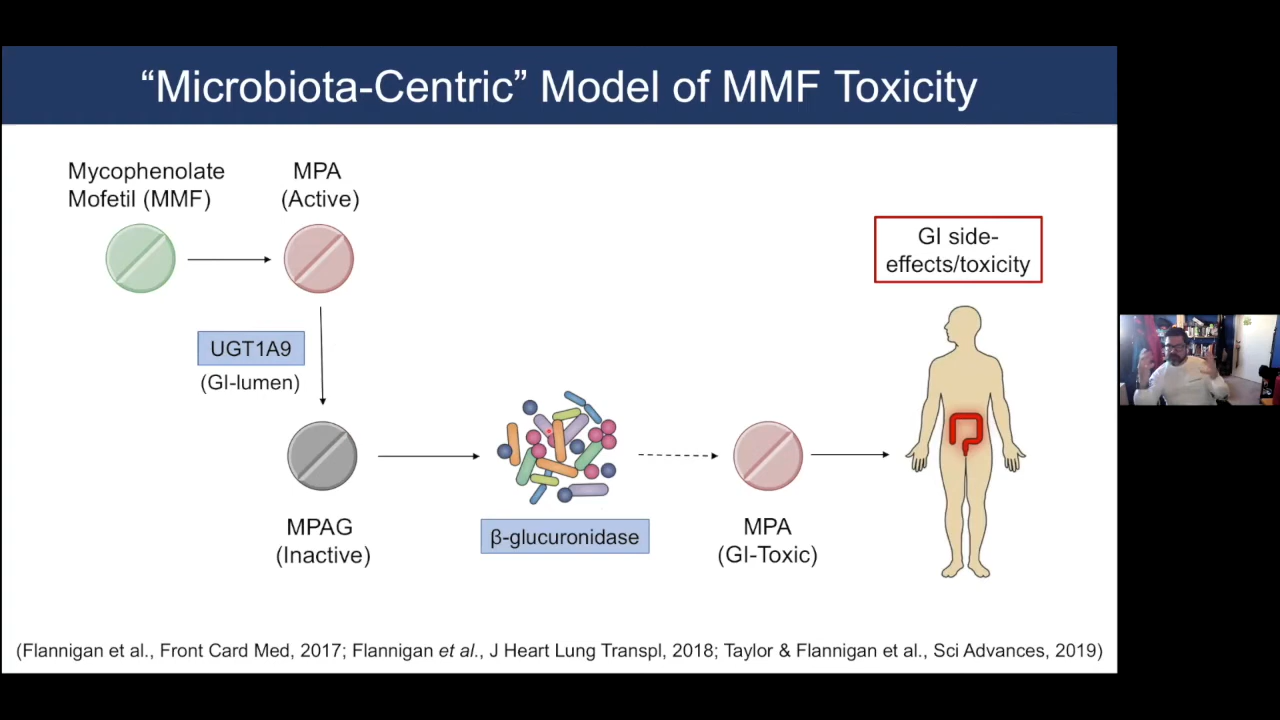 “Microbiota-Centric” Model of MMF Toxicity
Mycophenolate
Mofetil (MMF)
MPA
(Active)
UGT1A9
(GI-lumen)
MPAG
(Inactive)
β-glucuronidase
MPA
(GI-Toxic)
GI side-
effects/toxicity
(Flannigan et al., Front Card Med, 2017; Flannigan et al., J Heart Lung Transpl, 2018; Taylor & Flannigan et al., Sci Advances, 2019)